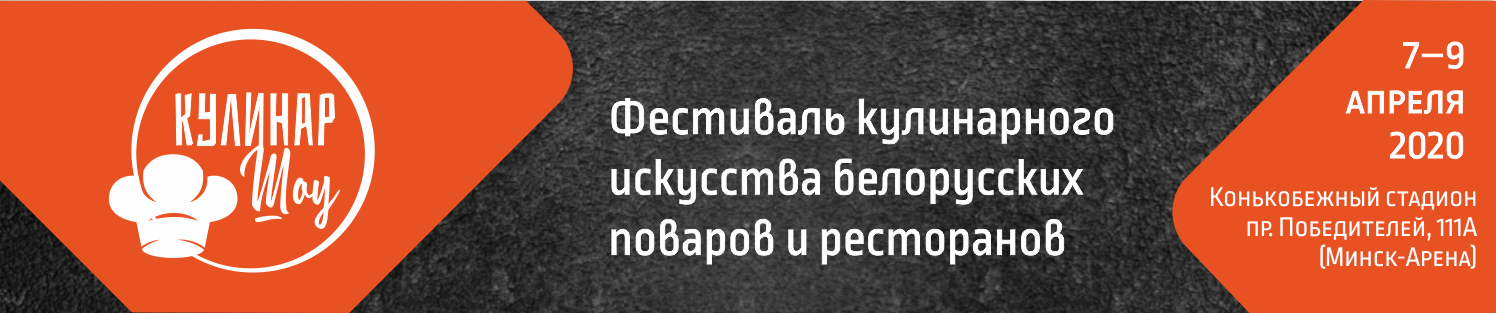 КУЛИНАР
Шоу
Фестиваль кулинарного
искусства белорусских
поваров и ресторанов
7–9
АПРЕЛЯ
2020
Конькобежный стадион
пр. Победителей, 111А
(Минск-Арена)